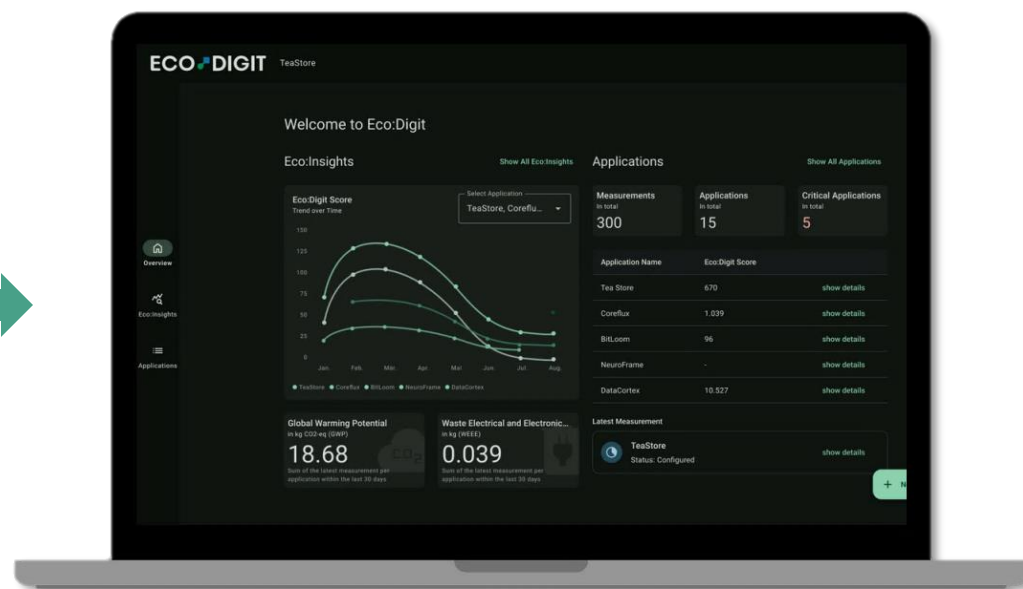 ECO DIGIT TeaStore
Welcome to Eco:Digit
Eco:Insights
Show All Eco:Insights
Eco:Digit Score
Trend over Time
Select Application
TeaStore, Coreflu...
150
125
100
75
50
25
0
Jan. Feb. Mär. Apr. Mai Jun. Jul. Aug.
TeaStore Coreflux BitLoom NeuroFrame DataCortex
Global Warming Potential
in kg CO2-eq (GWP)
18.68
CO2
Sum of the latest measurement per
application within the last 30 days
Waste Electrical and Electronic...
in kg (WEEE)
0.039
Sum of the latest measurement per
application within the last 30 days
Applications
Show All Applications
Measurements
In total
300
Applications
In total
15
Critical Applications
In total
5
Application Name Eco:Digit Score
Tea Store 670 show details
Coreflux 1.039 show details
BitLoom 96 show details
NeuroFrame - show details
DataCortex 10.527 show details
Latest Measurement
TeaStore
Status: Configured
show details
+ N
Overview
Eco:Insights
Applications